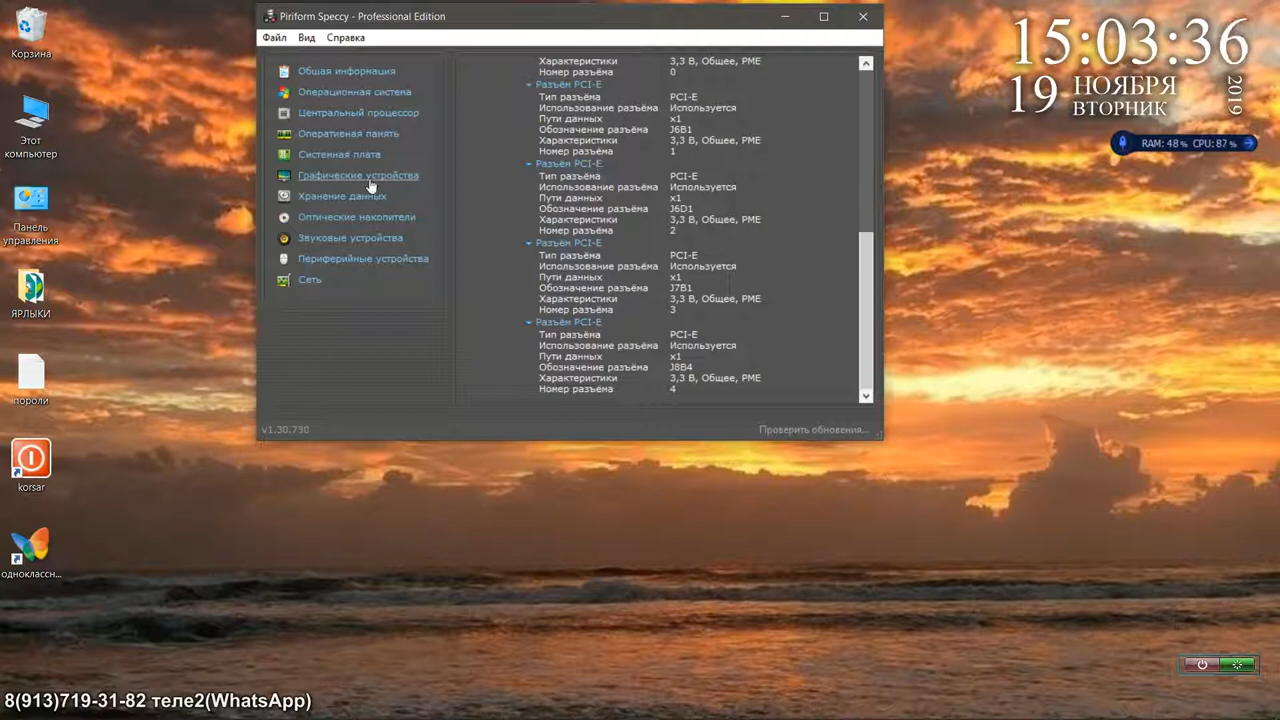 Корзина
Этот
компьютер
Панель
управления
ЯРЛЫКИ
пороли
korsar
одноклассн...
Piriform Speccy - Professional Edition
Файл Вид Справка
Общая информация
Операционная система
Центральный процессор
Оперативная память
Системная плата
Графические устройства
Хранение данных
Оптические накопители
Звуковые устройства
Периферийные устройства
Сеть
Характеристики 3,3 В, Общее, PME
Номер разъёма 0
Разъём PCI-E
Тип разъёма PCI-E
Использование разъёма Используется
Пути данных x1
Обозначение разъёма J6B1
Характеристики 3,3 В, Общее, PME
Номер разъёма 1
Разъём PCI-E
Тип разъёма PCI-E
Использование разъёма Используется
Пути данных x1
Обозначение разъёма J6D1
Характеристики 3,3 В, Общее, PME
Номер разъёма 2
Разъём PCI-E
Тип разъёма PCI-E
Использование разъёма Используется
Пути данных x1
Обозначение разъёма J7B1
Характеристики 3,3 В, Общее, PME
Номер разъёма 3
Разъём PCI-E
Тип разъёма PCI-E
Использование разъёма Используется
Пути данных x1
Обозначение разъёма J8B4
Характеристики 3,3 В, Общее, PME
Номер разъёма 4
v1.30.730 Проверить обновения...
15:03:36
19 НОЯБРЯ
ВТОРНИК
2019
RAM: 48% CPU: 87%
8(913)719-31-82 теле2(WhatsApp)